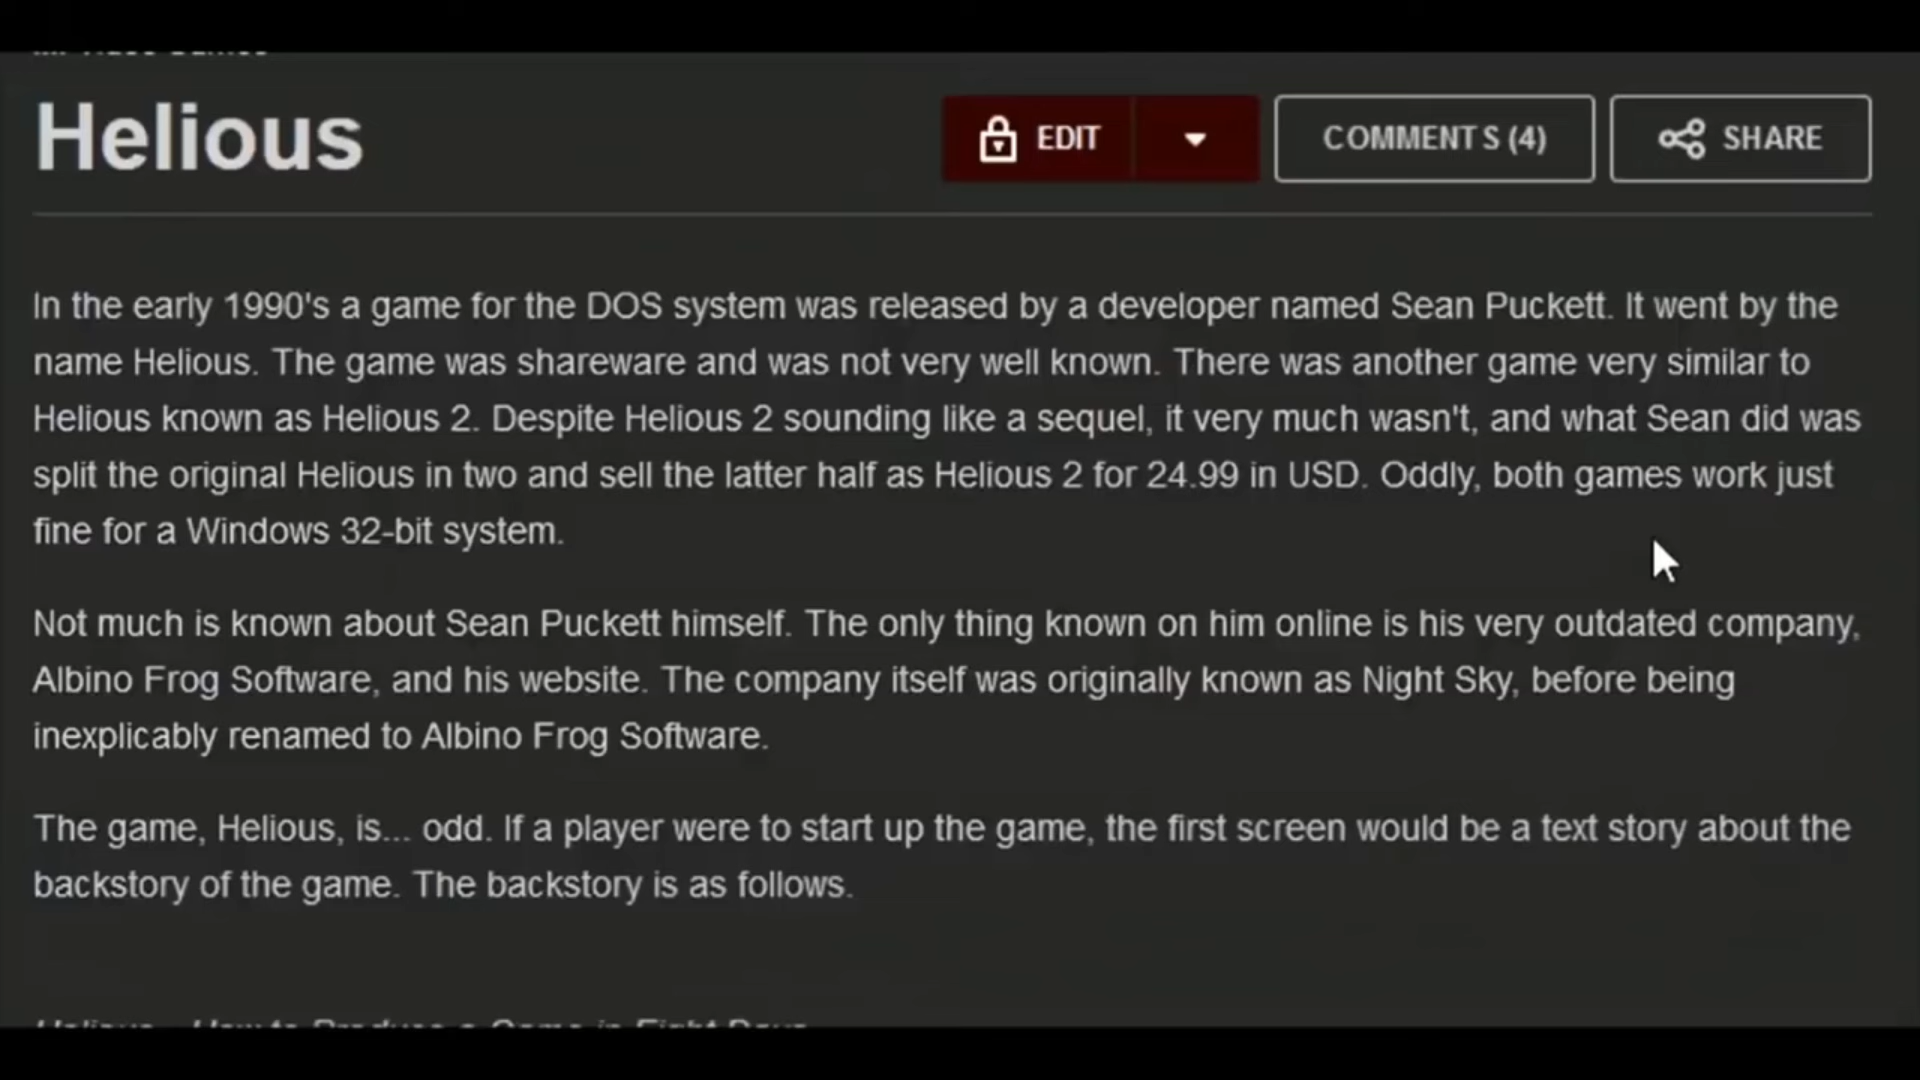 Helious
EDIT
COMMENTS (4)
SHARE
In the early 1990's a game for the DOS system was released by a developer named Sean Puckett. It went by the
name Helious. The game was shareware and was not very well known. There was another game very similar to
Helious known as Helious 2. Despite Helious 2 sounding like a sequel, it very much wasn't, and what Sean did was
split the original Helious in two and sell the latter half as Helious 2 for 24.99 in USD. Oddly, both games work just
fine for a Windows 32-bit system.
Not much is known about Sean Puckett himself. The only thing known on him online is his very outdated company,
Albino Frog Software, and his website. The company itself was originally known as Night Sky, before being
inexplicably renamed to Albino Frog Software.
The game, Helious, is... odd. If a player were to start up the game, the first screen would be a text story about the
backstory of the game. The backstory is as follows.
Helious - How to Produce a Game in Eight Days